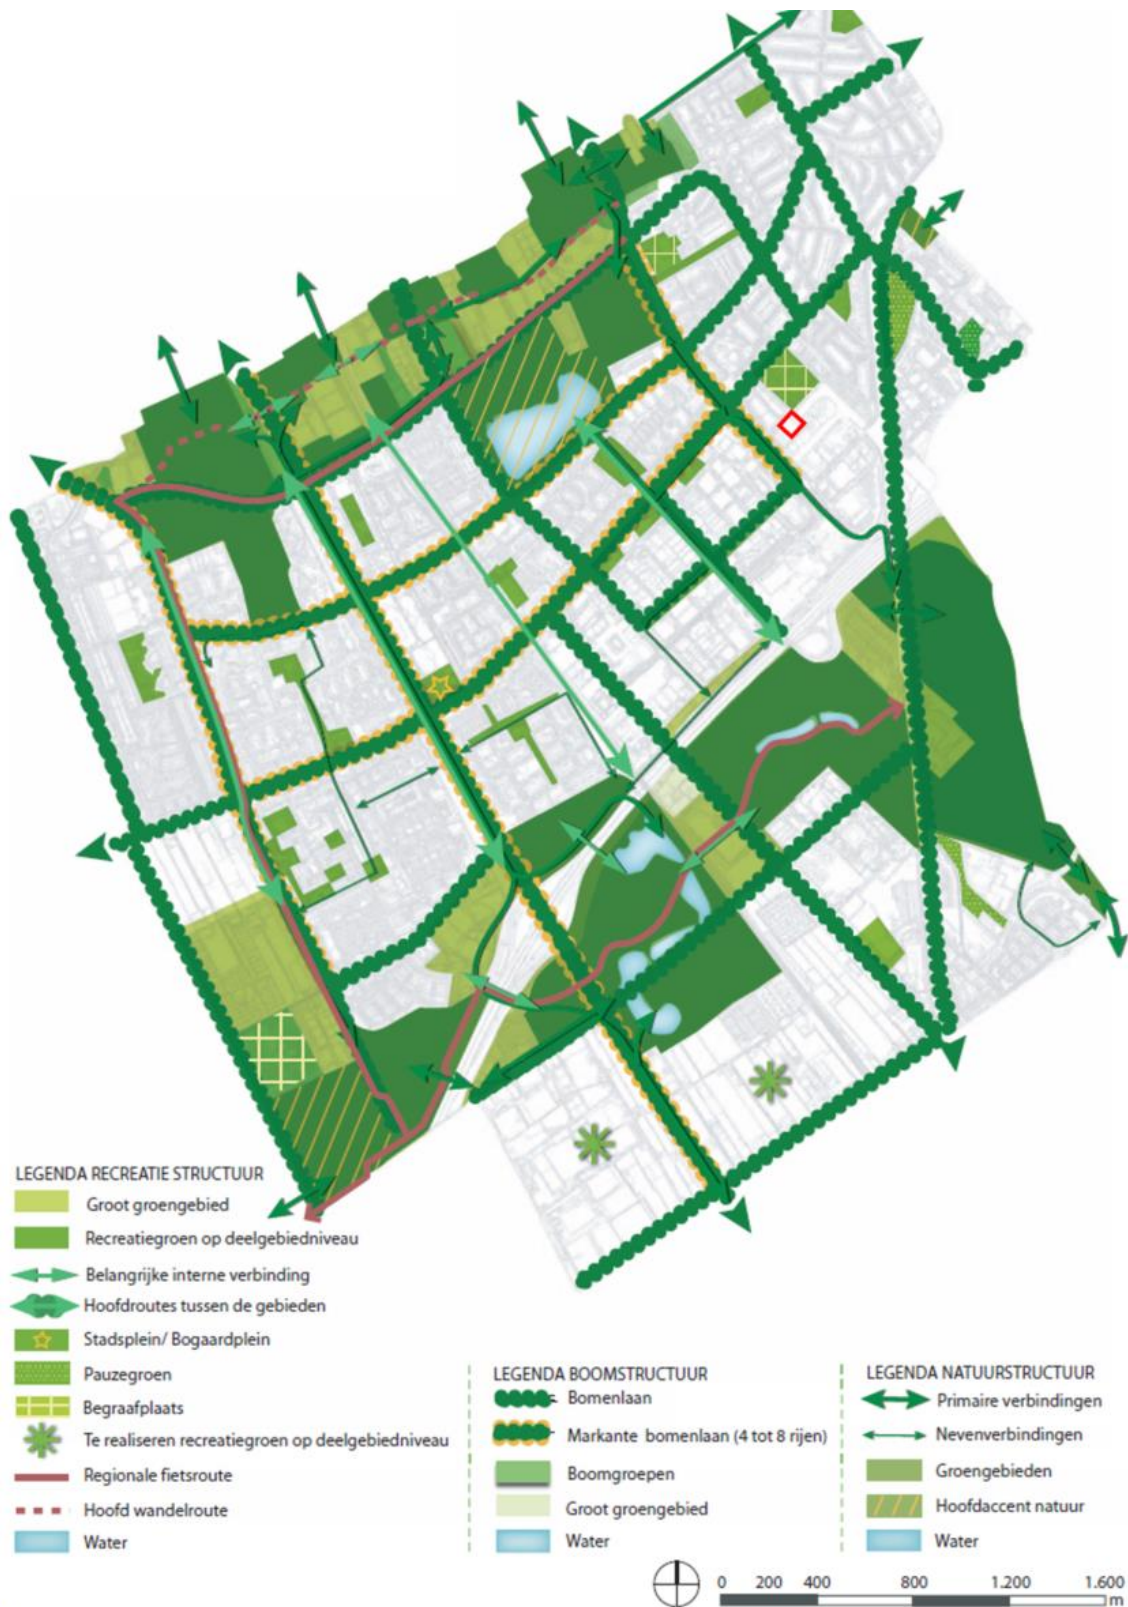 LEGENDA RECREATIE STRUCTUUR
Groot groengebied
Recreatiegroen op deelgebiedniveau
Belangrijke interne verbinding
Hoofdroutes tussen de gebieden
Stadsplein/ Bogaardplein
Pauzegroen
Begraafplaats
Te realiseren recreatiegroen op deelgebiedniveau
Regionale fietsroute
Hoofd wandelroute
Water
LEGENDA BOOMSTRUCTUUR
Bomenlaan
Markante bomenlaan (4 tot 8 rijen)
Boomgroepen
Groot groengebied
Water
LEGENDA NATUURSTRUCTUUR
Primaire verbindingen
Nevenverbindingen
Groengebieden
Hoofdaccent natuur
Water
0 200 400 800 1.200 1.600
m